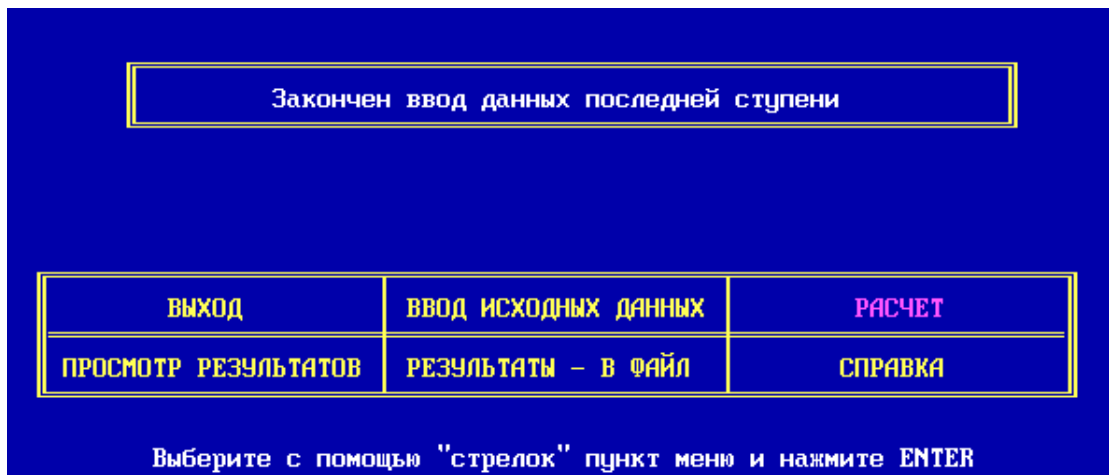 Закончен ввод данных последней ступени
ВЫХОД ВВОД ИСХОДНЫХ ДАННЫХ РАСЧЕТ
ПРОСМОТР РЕЗУЛЬТАТОВ РЕЗУЛЬТАТЫ - В ФАЙЛ СПРАВКА
Выберите с помощью "стрелок" пункт меню и нажмите ENTER